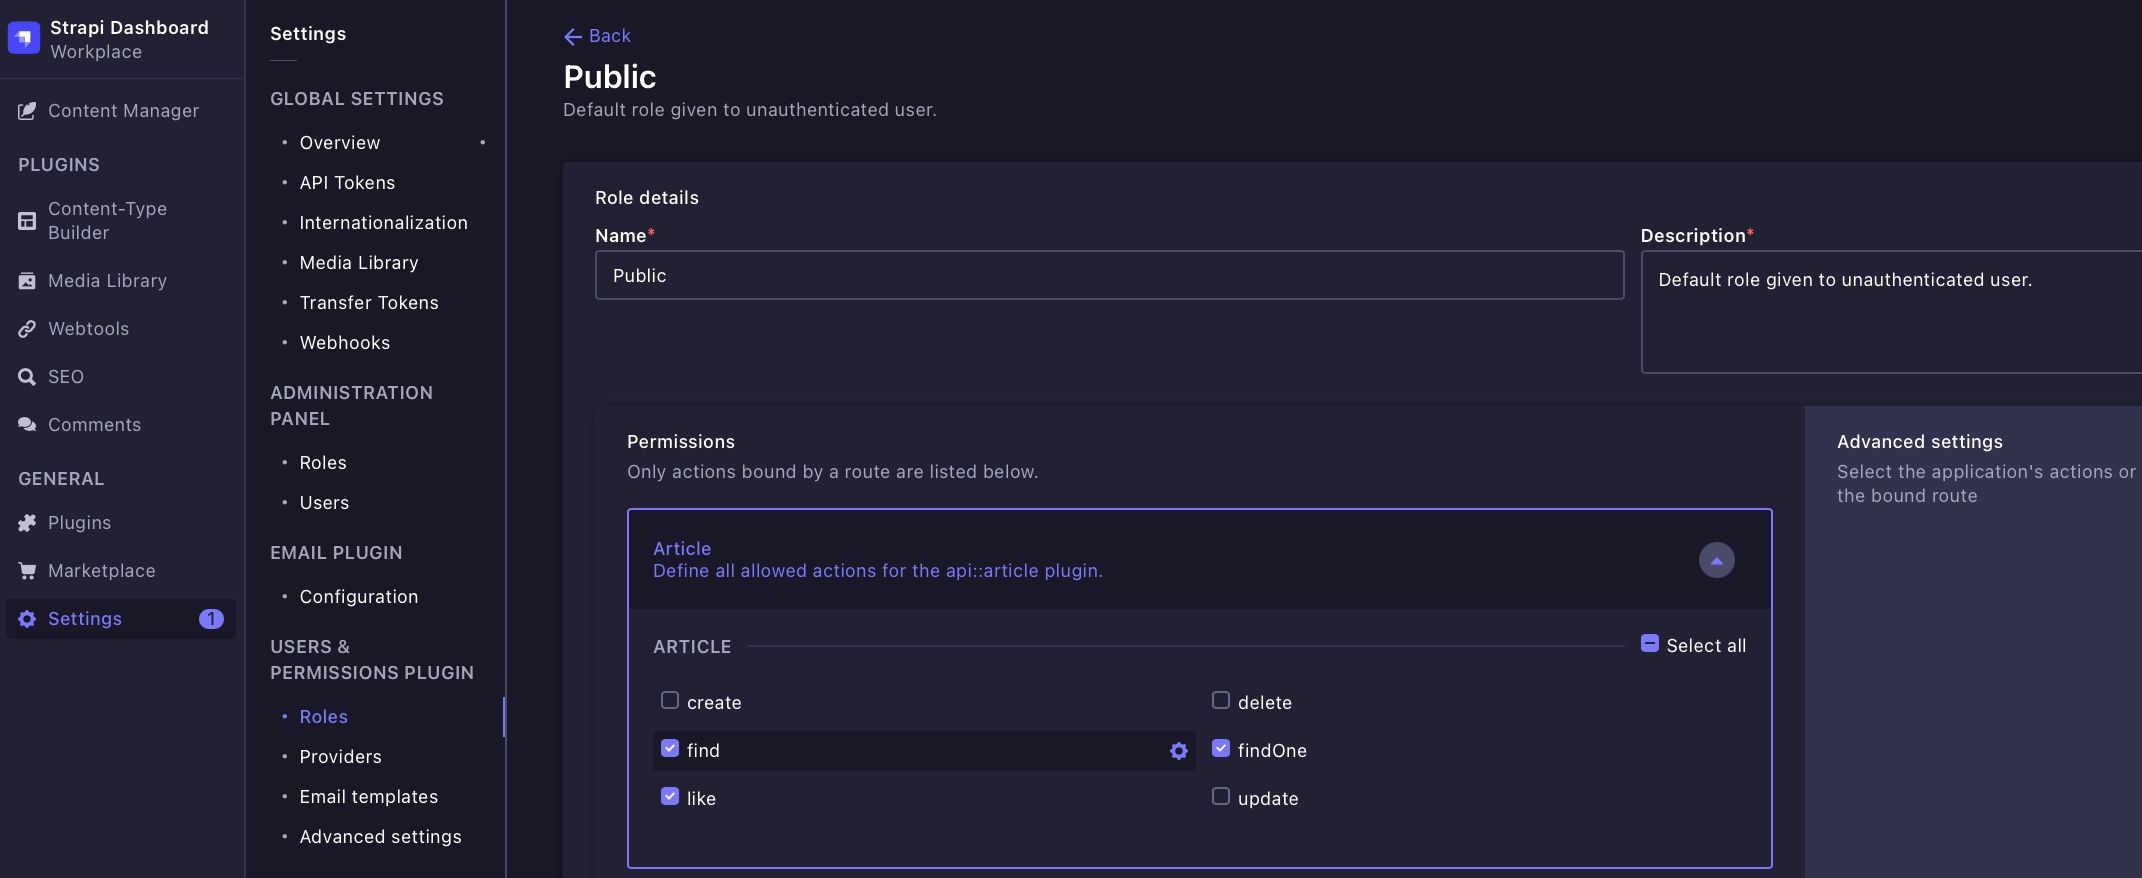 Strapi Dashboard
Workplace
Content Manager
PLUGINS
Content-Type
Builder
Media Library
Webtools
SEO
Comments
GENERAL
Plugins
Marketplace
Settings 1
Settings
GLOBAL SETTINGS
Overview
API Tokens
Internationalization
Media Library
Transfer Tokens
Webhooks
ADMINISTRATION
PANEL
Roles
Users
EMAIL PLUGIN
Configuration
USERS &
PERMISSIONS PLUGIN
Roles
Providers
Email templates
Advanced settings
Back
Public
Default role given to unauthenticated user.
Role details
Name*
Public
Description*
Default role given to unauthenticated user.
Permissions
Only actions bound by a route are listed below.
Article
Define all allowed actions for the api::article plugin.
ARTICLE
Select all
create
delete
find
findOne
like
update
Advanced settings
Select the application's actions or
the bound route